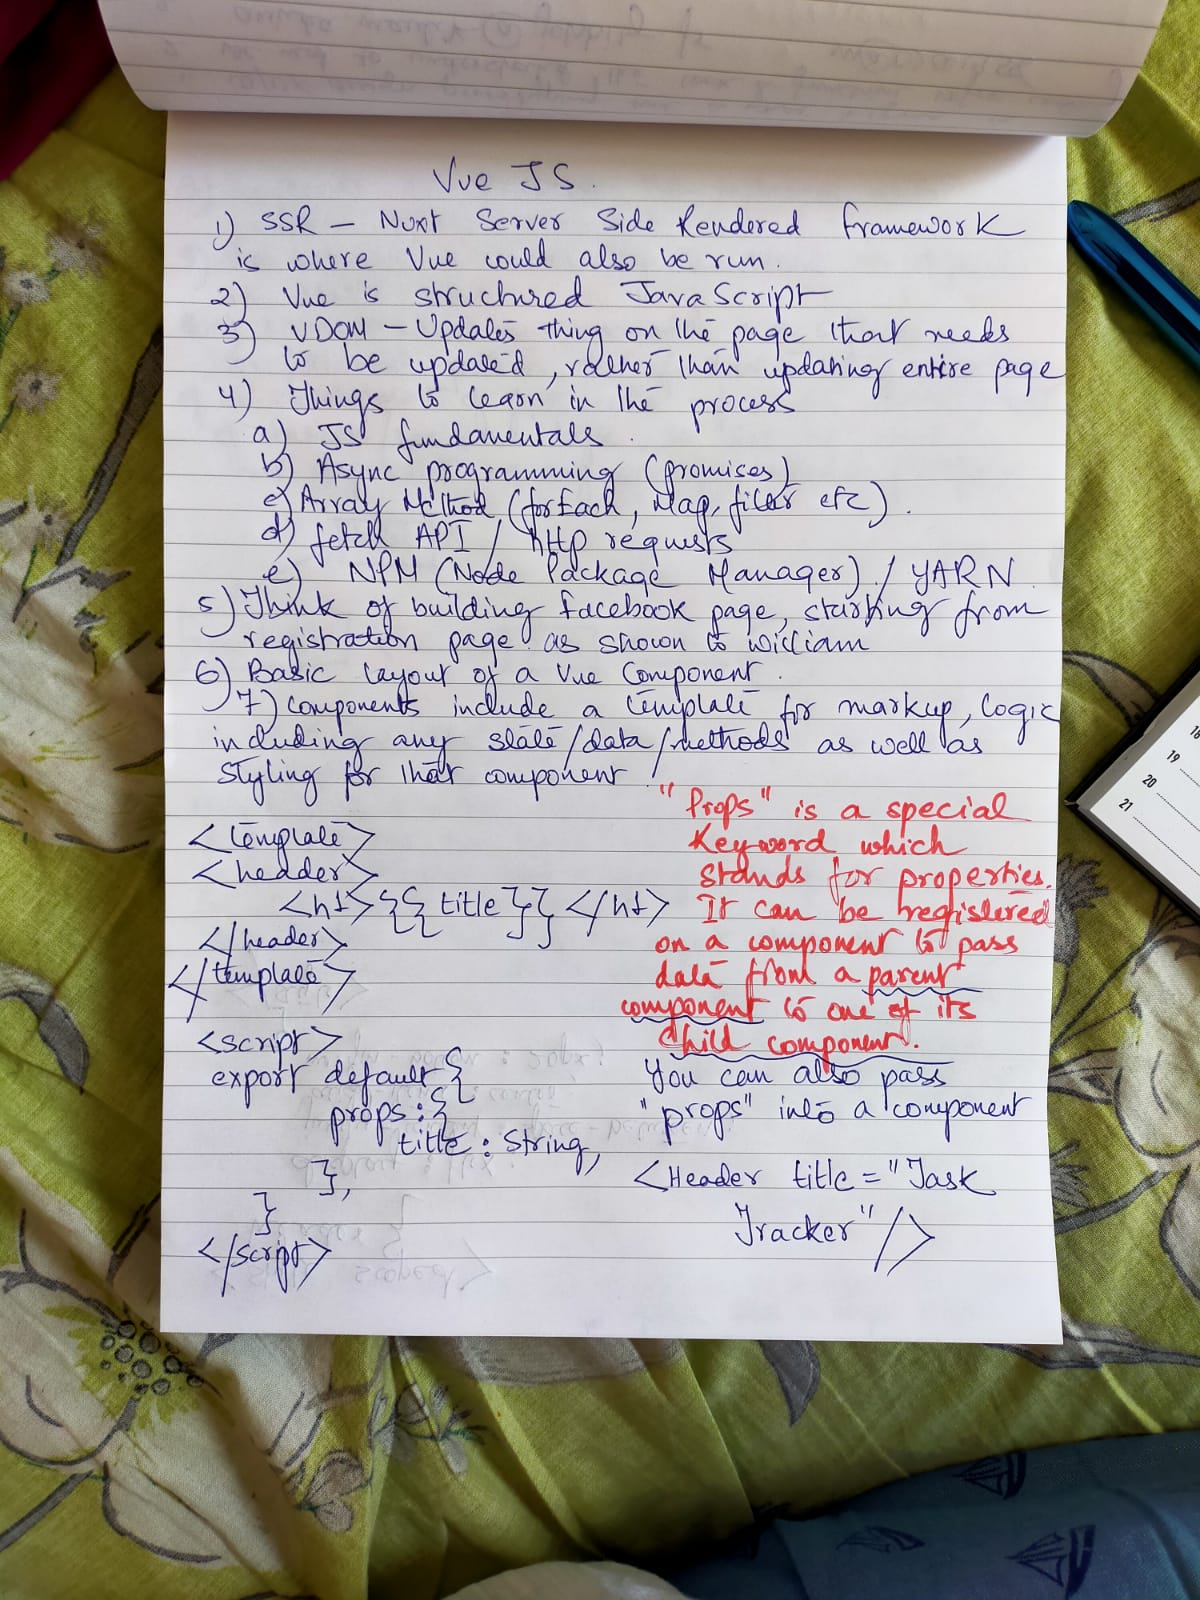 Vue JS.
1) SSR – Nuxt Server Side Rendered framework
is where Vue could also be run.
2) Vue is structured JavaScript
3) VDOM – Updates thing on the page that needs
to be updated, rather than updating entire page
4) Things to learn in the process
a) JS fundamentals.
b) Async programming (promises)
c) Array Method (forEach, Map, filter etc).
d) fetch API / http requests
e) NPM (Node Package Manager) / YARN
5) Think of building facebook page, starting from
registration page as shown to william
6) Basic layout of a Vue Component.
7) Components include a template for markup, logic
including any state/data/methods as well as
styling for that component
<template>
<header>
<h1>{{ title }}</h1>
</header>
</template>
<script>
export default {
props: {
title: String,
},
}
</script>
"Props" is a special
Keyword which
stands for properties.
It can be registered
on a component to pass
data from a parent
component to one of its
child component.
You can also pass
"props" into a component
<Header title = "Task
Tracker" />
18
19
20
21